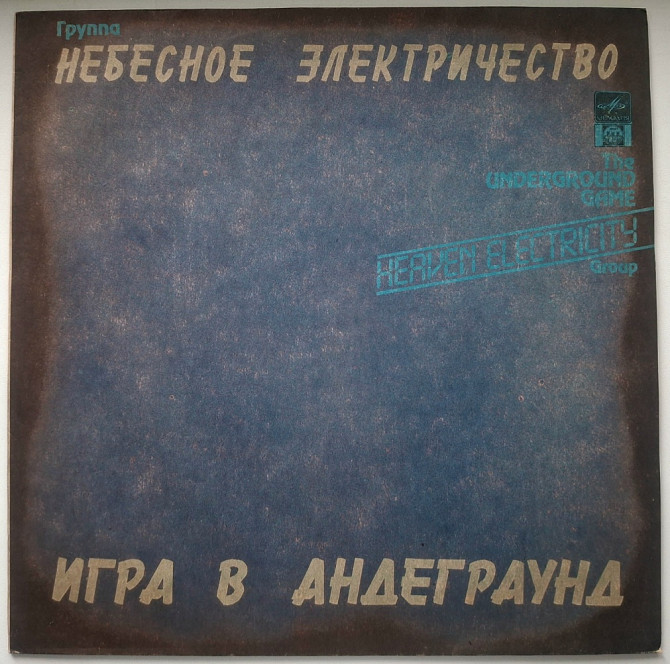 Группа
НЕБЕСНОЕ ЭЛЕКТРИЧЕСТВО
The
UNDERGROUND
GAME
HEAVEN ELECTRICITY
Group
ИГРА В АНДЕГРАУНД